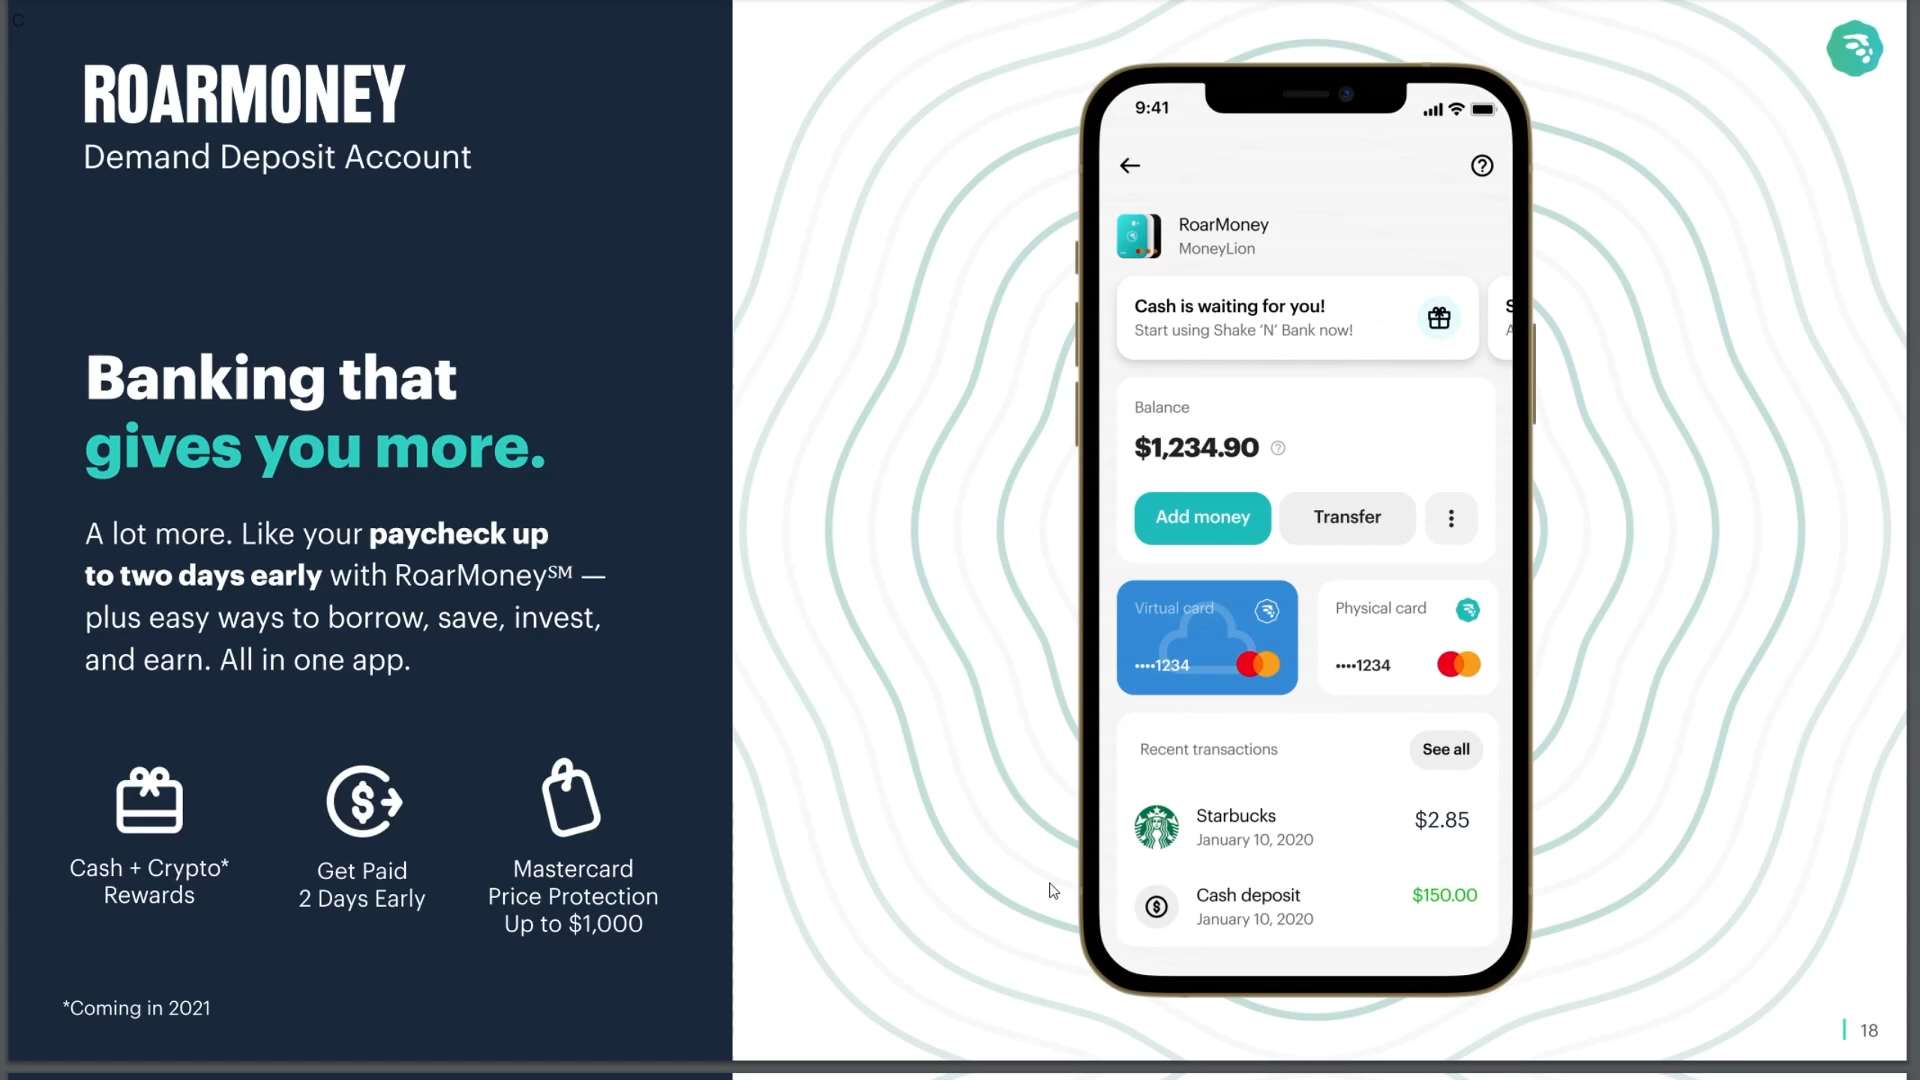 C
ROARMONEY
Demand Deposit Account
Banking that
gives you more.
A lot more. Like your paycheck up
to two days early with RoarMoney℠ —
plus easy ways to borrow, save, invest,
and earn. All in one app.
Cash + Crypto*
Rewards
Get Paid
2 Days Early
Mastercard
Price Protection
Up to $1,000
*Coming in 2021
9:41
RoarMoney
MoneyLion
Cash is waiting for you!
Start using Shake ‘N’ Bank now!
S
A
Balance
$1,234.90
Add money
Transfer
Virtual card
••••1234
Physical card
••••1234
Recent transactions
See all
Starbucks
$2.85
January 10, 2020
Cash deposit
$150.00
January 10, 2020
18